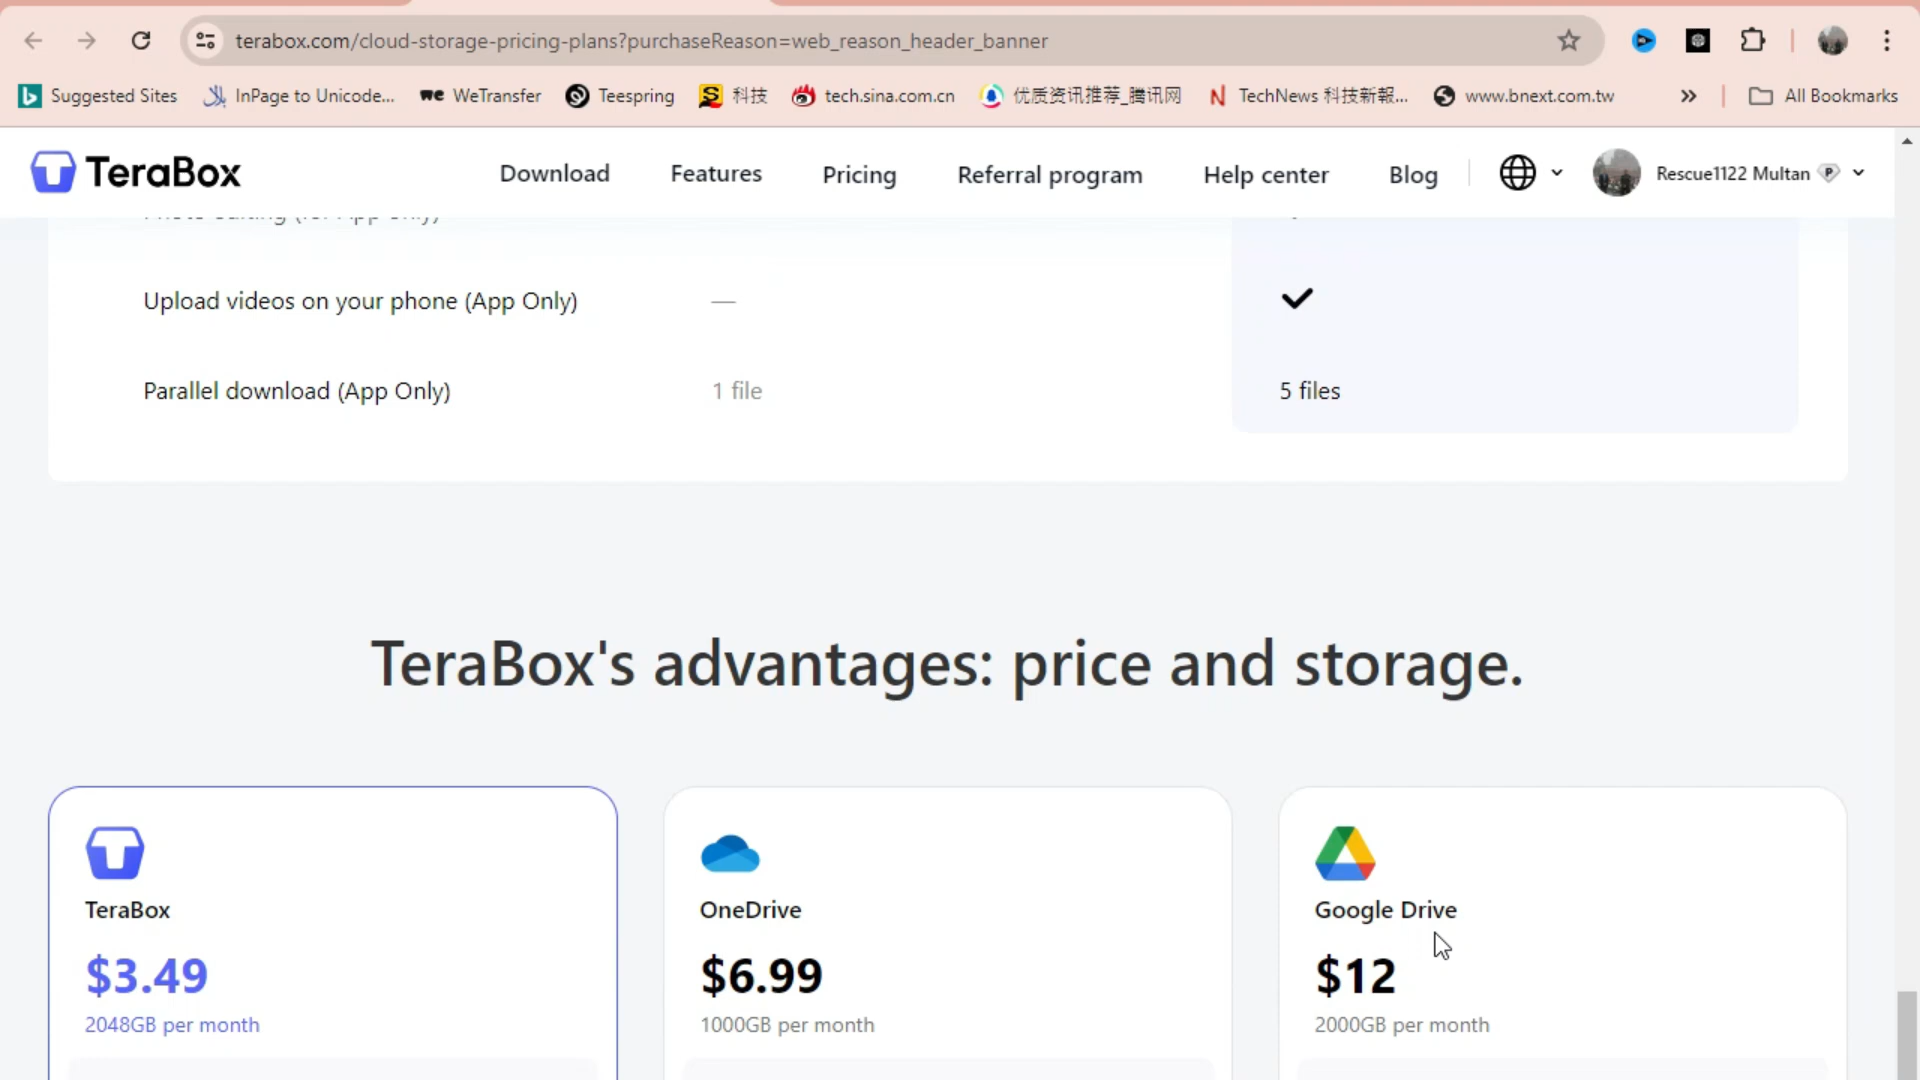 terabox.com/cloud-storage-pricing-plans?purchaseReason=web_reason_header_banner
Suggested Sites InPage to Unicode... we WeTransfer Teespring S 科技 tech.sina.com.cn 优质资讯推荐_腾讯网 N TechNews 科技新報... www.bnext.com.tw » All Bookmarks
TeraBox Download Features Pricing Referral program Help center Blog Rescue1122 Multan P
Upload videos on your phone (App Only) —
Parallel download (App Only) 1 file 5 files
TeraBox's advantages: price and storage.
TeraBox OneDrive Google Drive
$3.49 $6.99 $12
2048GB per month 1000GB per month 2000GB per month